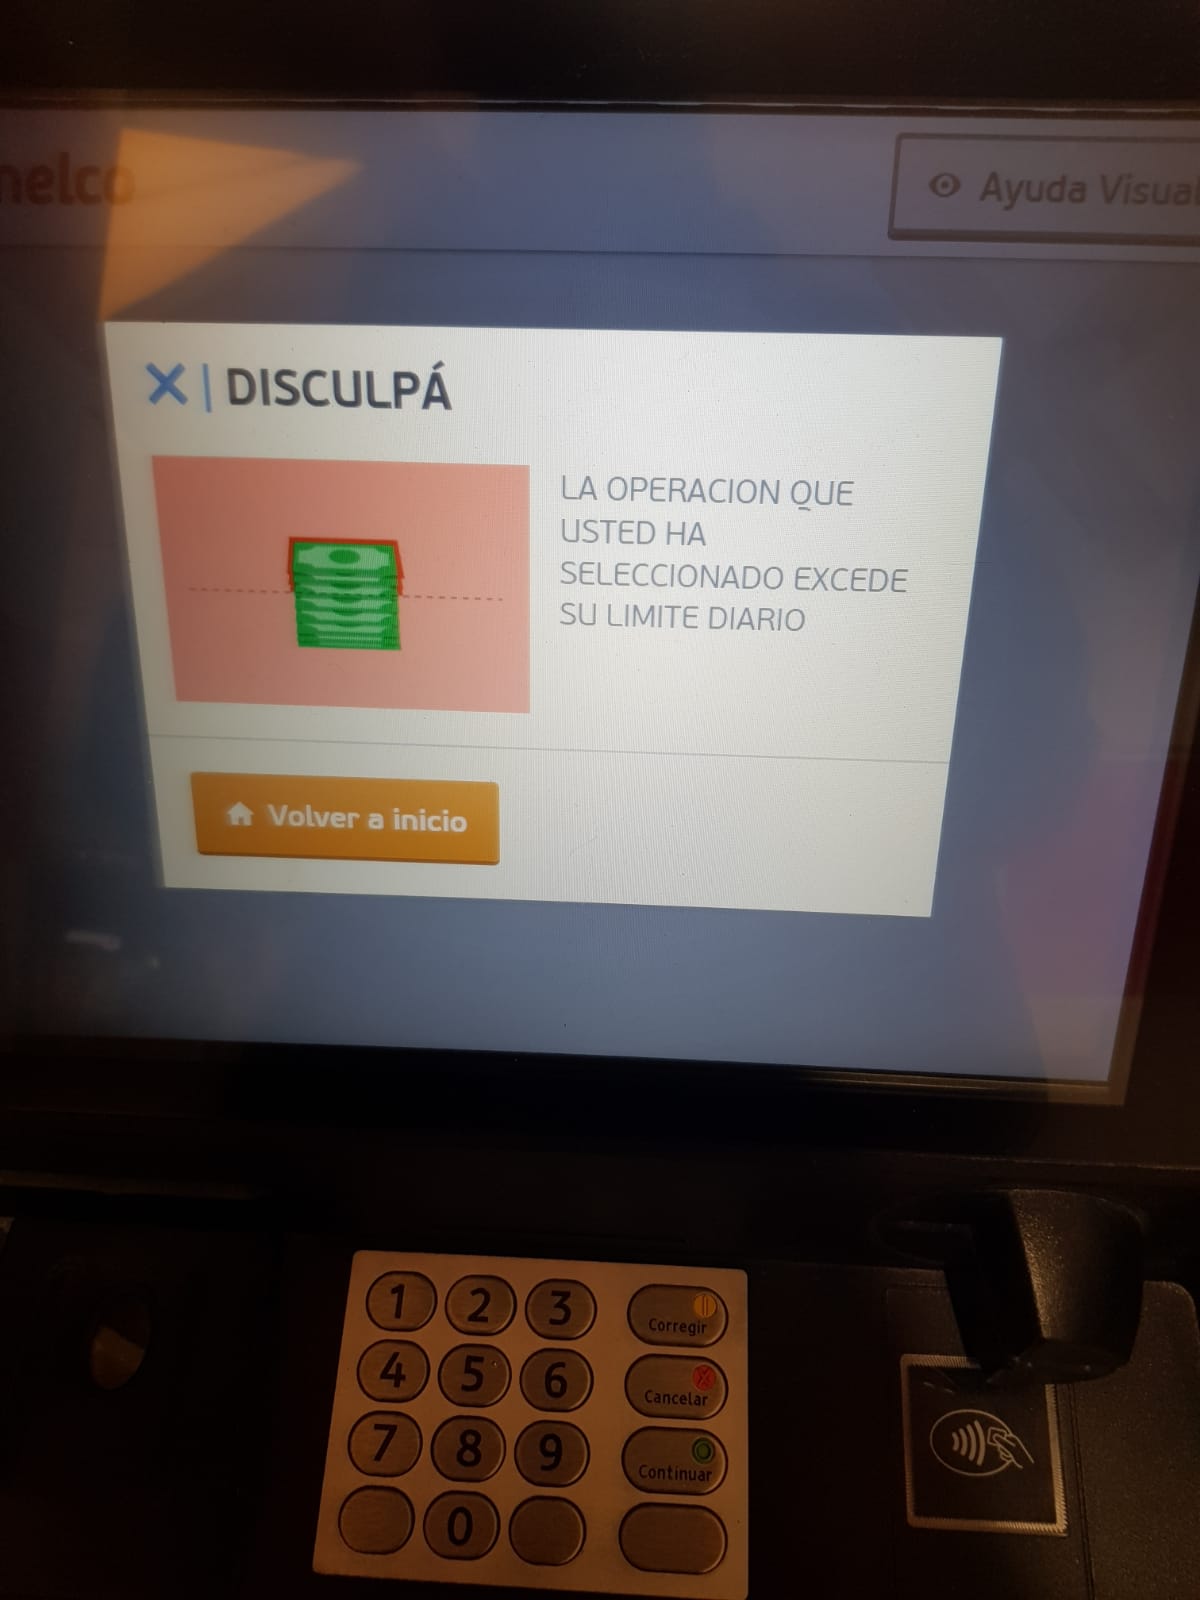 nelco
Ayuda Visual
X | DISCULPÁ
LA OPERACION QUE
USTED HA
SELECCIONADO EXCEDE
SU LIMITE DIARIO
Volver a inicio
1 2 3 Corregir
4 5 6 Cancelar
7 8 9 Continuar
0